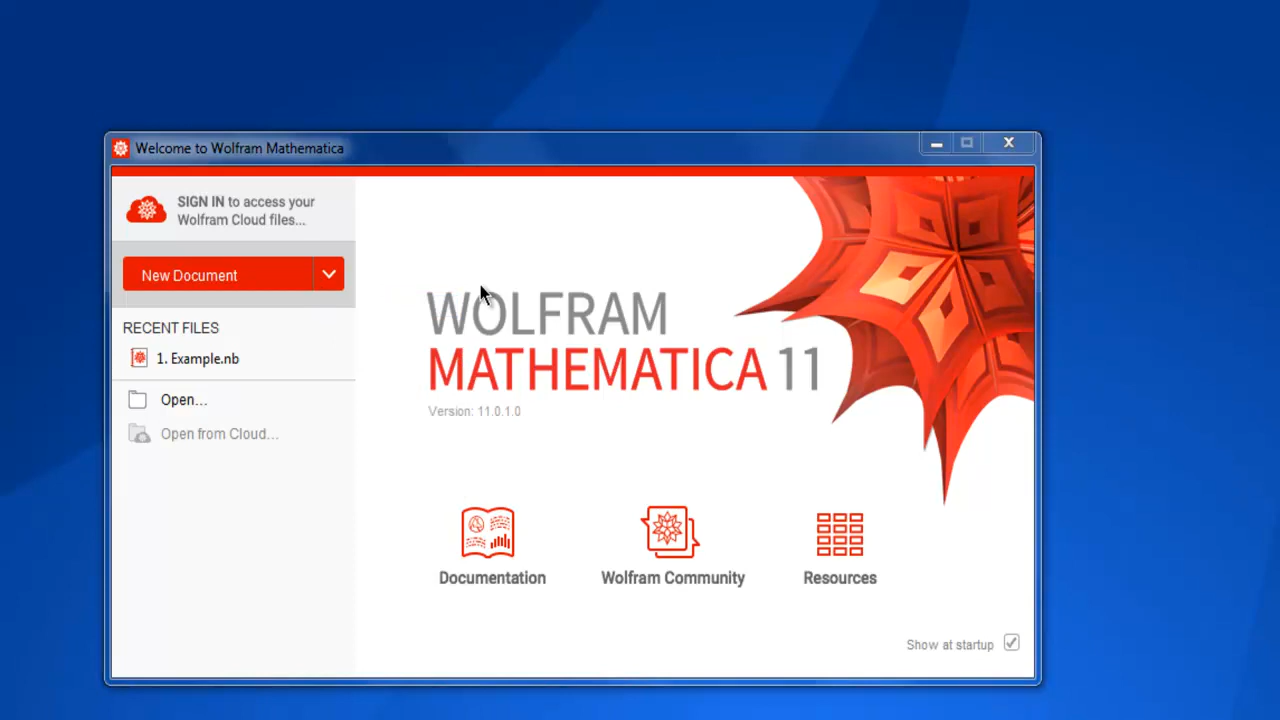 Welcome to Wolfram Mathematica
SIGN IN to access your
Wolfram Cloud files...
New Document
RECENT FILES
1. Example.nb
Open...
Open from Cloud...
WOLFRAM
MATHEMATICA 11
Version: 11.0.1.0
Documentation
Wolfram Community
Resources
Show at startup